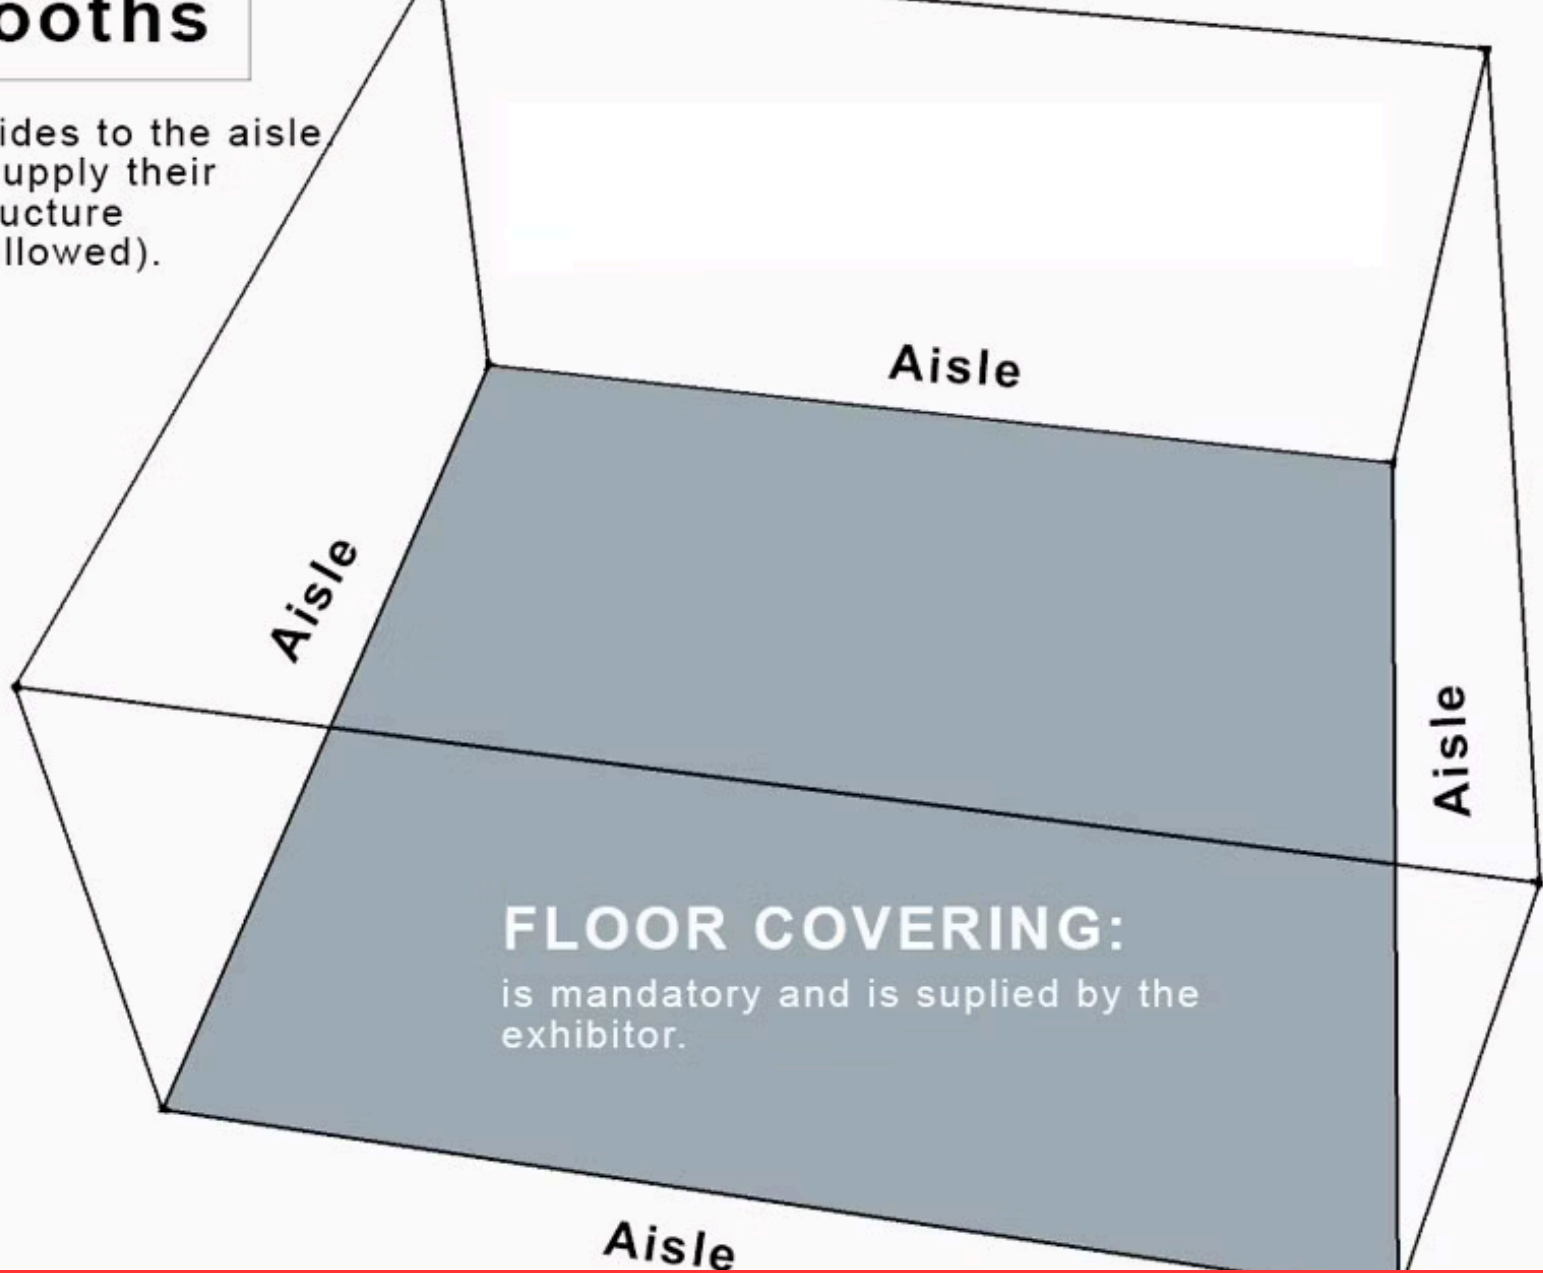 ooths
ides to the aisle,
upply their
ucture
llowed).
Aisle
Aisle
Aisle
FLOOR COVERING:
is mandatory and is suplied by the
exhibitor.
Aisle